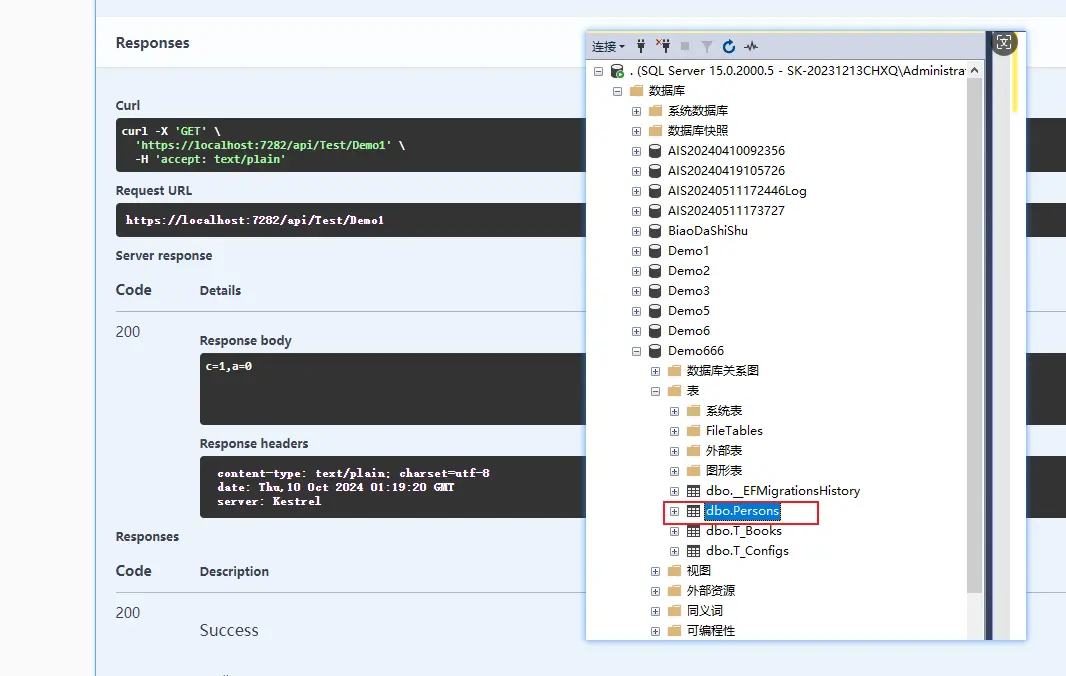 Responses
Curl
curl -X 'GET' \
'https://localhost:7282/api/Test/Demo1' \
-H 'accept: text/plain'
Request URL
https://localhost:7282/api/Test/Demo1
Server response
Code Details
200
Response body
c=1,a=0
Response headers
content-type: text/plain; charset=utf-8
date: Thu,10 Oct 2024 01:19:20 GMT
server: Kestrel
Responses
Code Description
200
Success
连接
. (SQL Server 15.0.2000.5 - SK-20231213CHXQ\Administra
数据库
系统数据库
数据库快照
AIS20240410092356
AIS20240419105726
AIS20240511172446Log
AIS20240511173727
BiaoDaShiShu
Demo1
Demo2
Demo3
Demo5
Demo6
Demo666
数据库关系图
表
系统表
FileTables
外部表
图形表
dbo.__EFMigrationsHistory
dbo.Persons
dbo.T_Books
dbo.T_Configs
视图
外部资源
同义词
可编程性